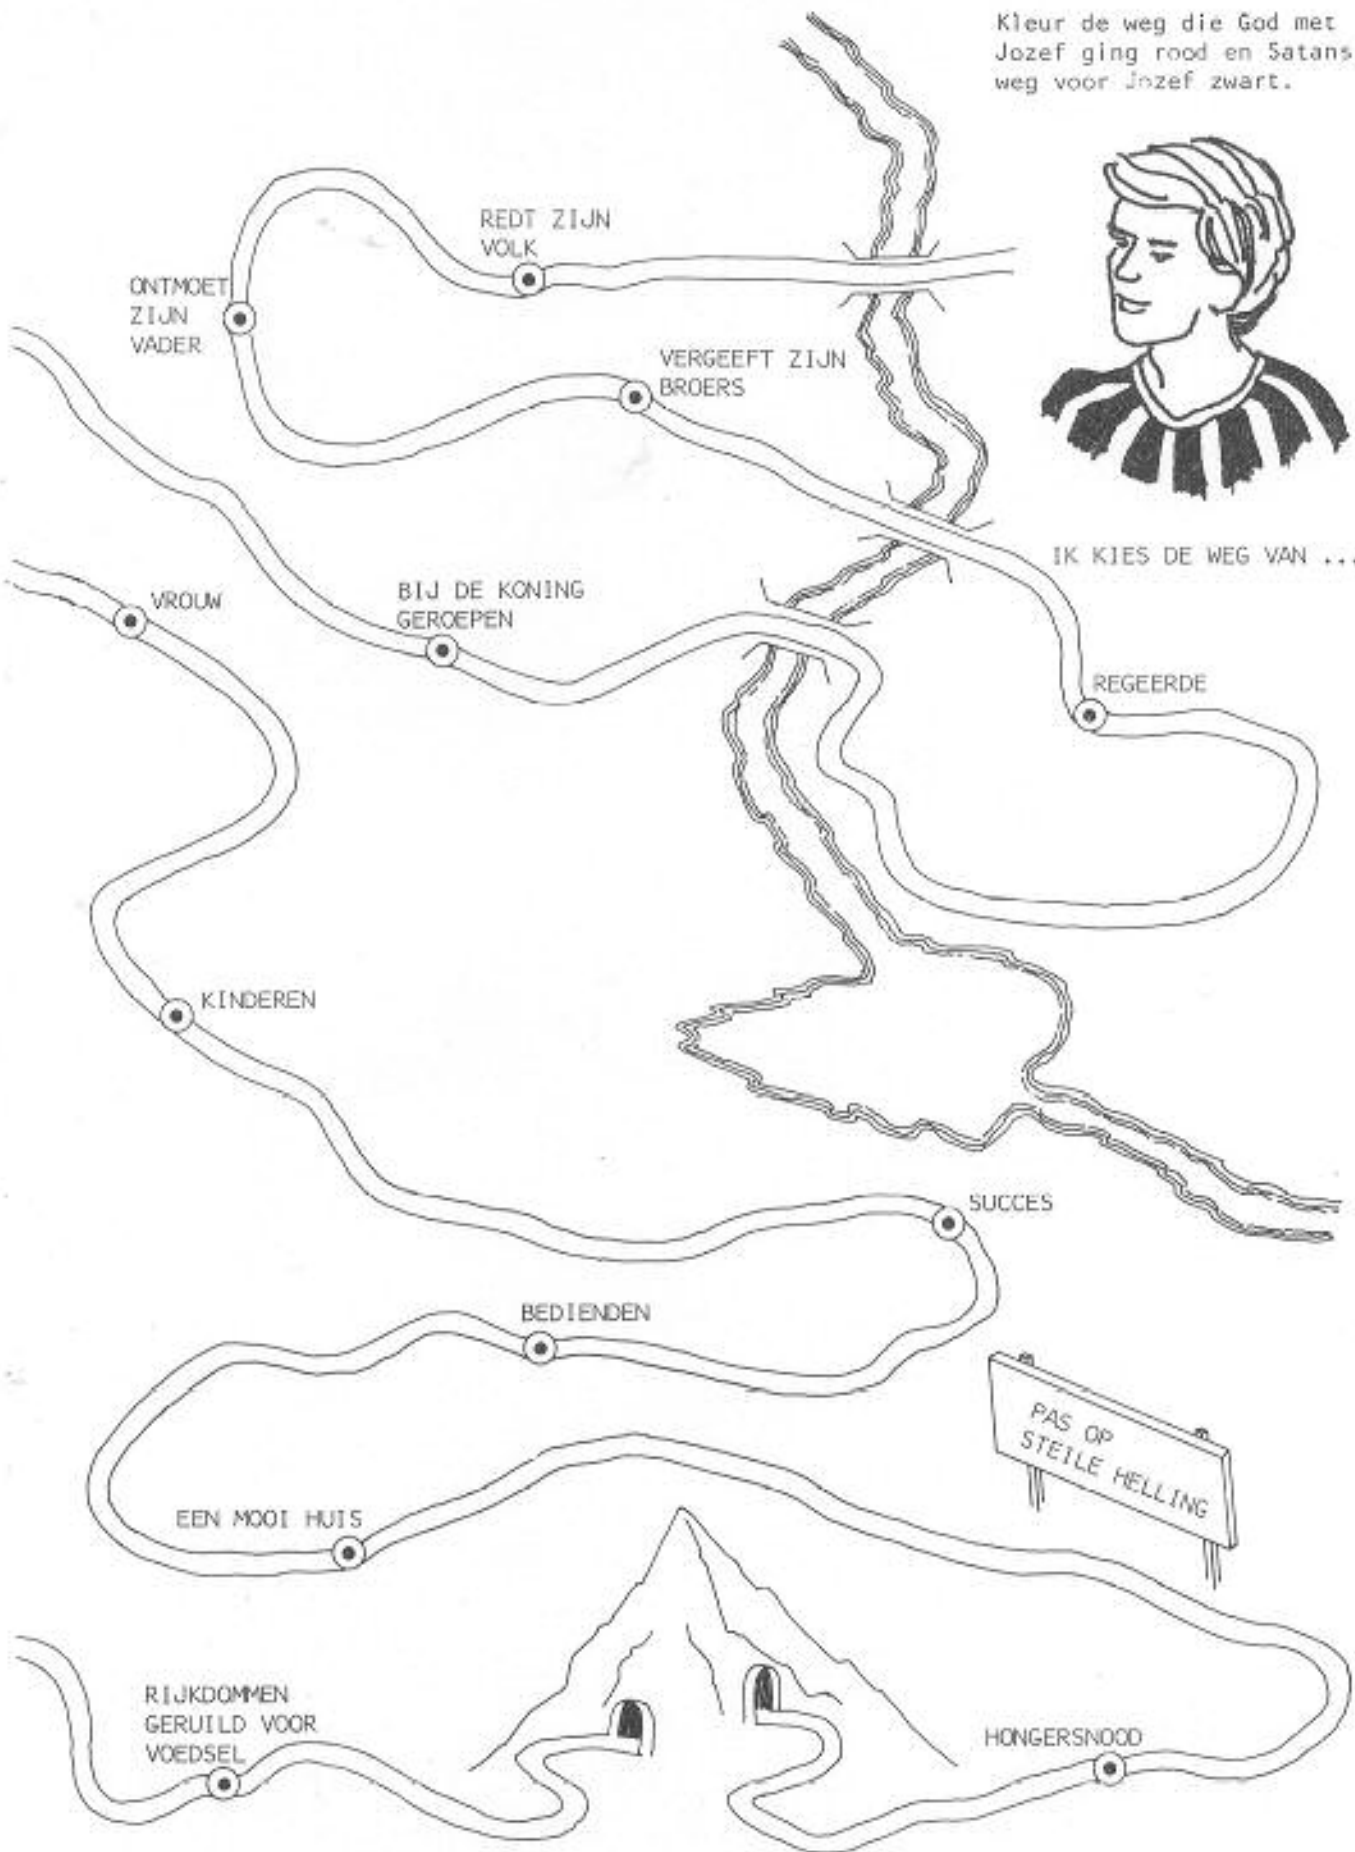 Kleur de weg die God met
Jozef ging rood en Satans
weg voor Jozef zwart.
REDT ZIJN
VOLK
ONTMOET
ZIJN
VADER
VERGEEFT ZIJN
BROERS
IK KIES DE WEG VAN ...
VROUW
BIJ DE KONING
GEROEPEN
REGEERDE
KINDEREN
SUCCES
BEDIENDEN
PAS OP
STEILE HELLING
EEN MOOI HUIS
RIJKDOMMEN
GERUILD VOOR
VOEDSEL
HONGERSNOOD